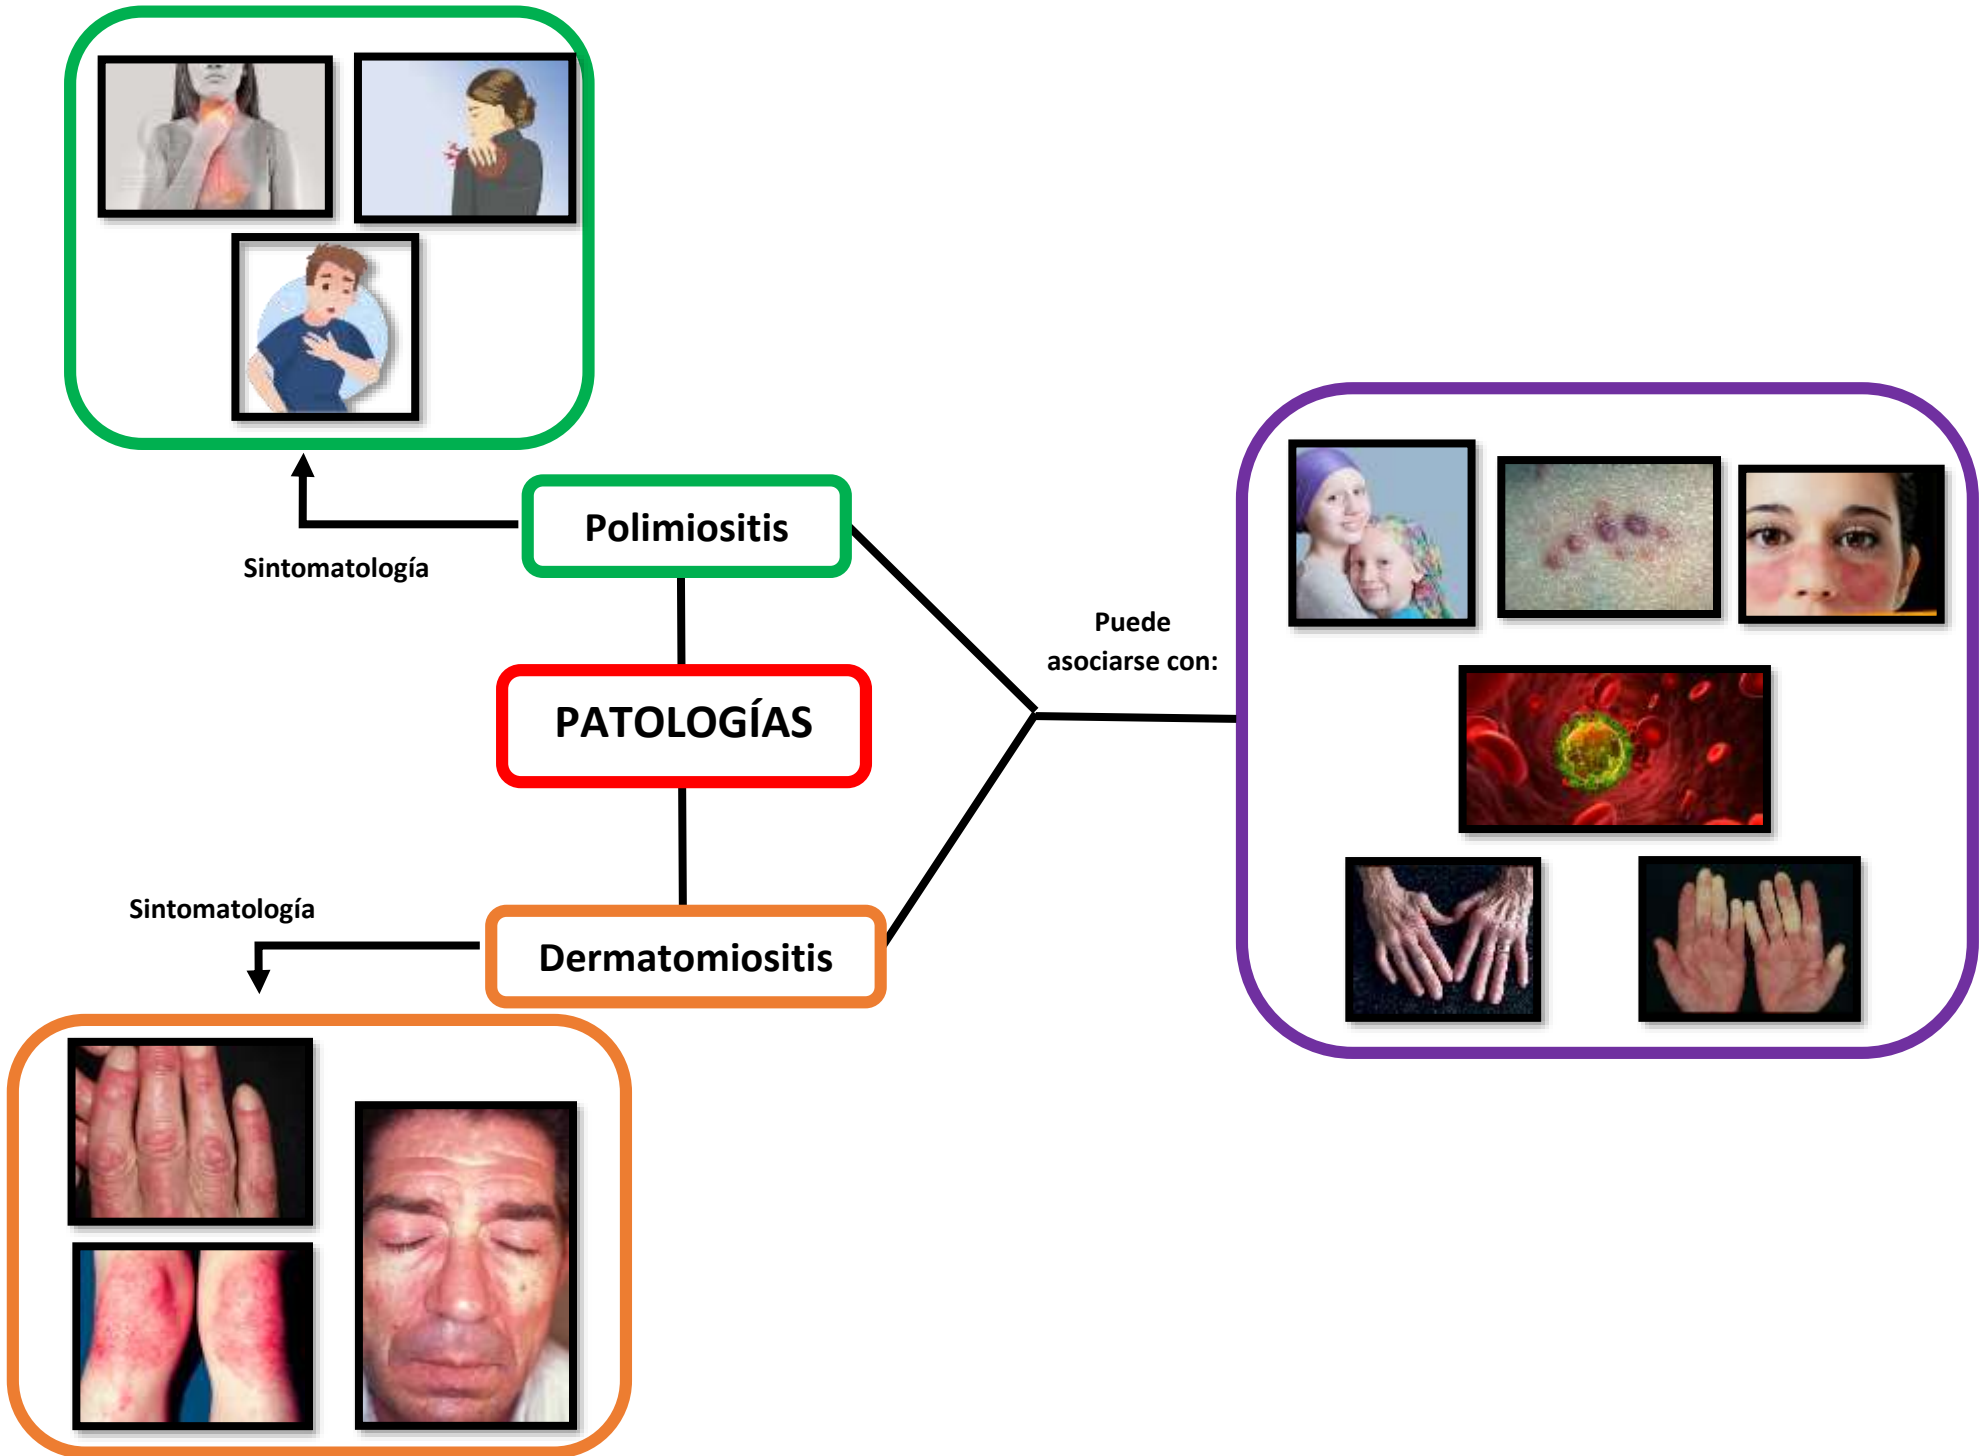 Polimiositis
Sintomatología
Puede
asociarse con:
PATOLOGÍAS
Sintomatología
Dermatomiositis